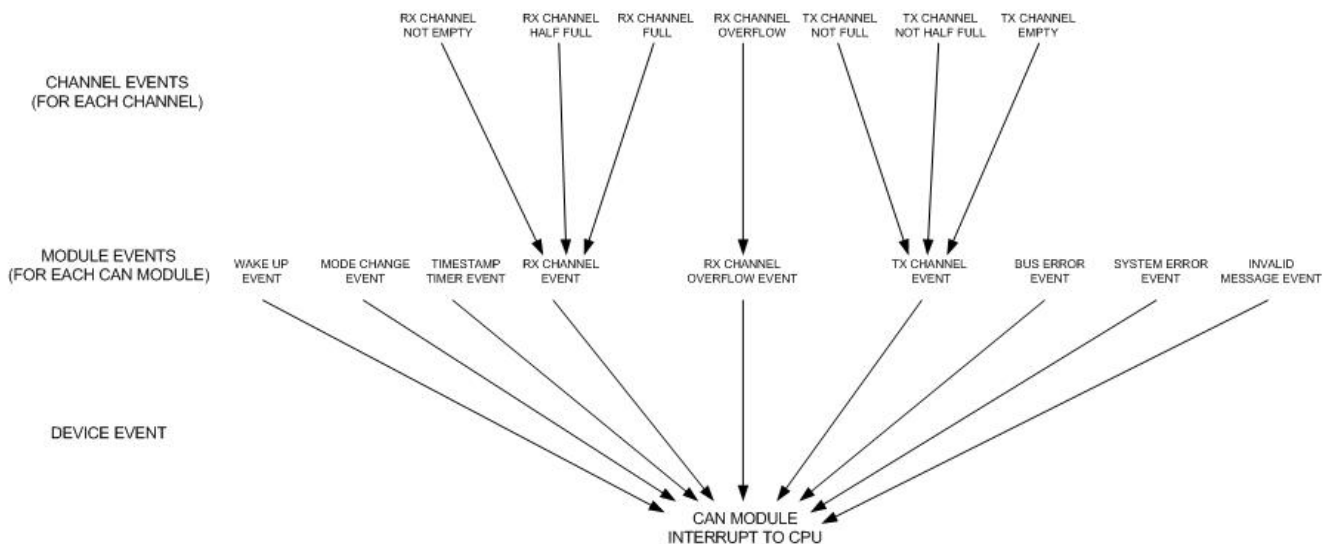 RX CHANNEL
NOT EMPTY
RX CHANNEL
HALF FULL
RX CHANNEL
FULL
RX CHANNEL
OVERFLOW
TX CHANNEL
NOT FULL
TX CHANNEL
NOT HALF FULL
TX CHANNEL
EMPTY
CHANNEL EVENTS
(FOR EACH CHANNEL)
MODULE EVENTS
(FOR EACH CAN MODULE)
WAKE UP
EVENT
MODE CHANGE
EVENT
TIMESTAMP
TIMER EVENT
RX CHANNEL
EVENT
RX CHANNEL
OVERFLOW EVENT
TX CHANNEL
EVENT
BUS ERROR
EVENT
SYSTEM ERROR
EVENT
INVALID
MESSAGE EVENT
DEVICE EVENT
CAN MODULE
INTERRUPT TO CPU